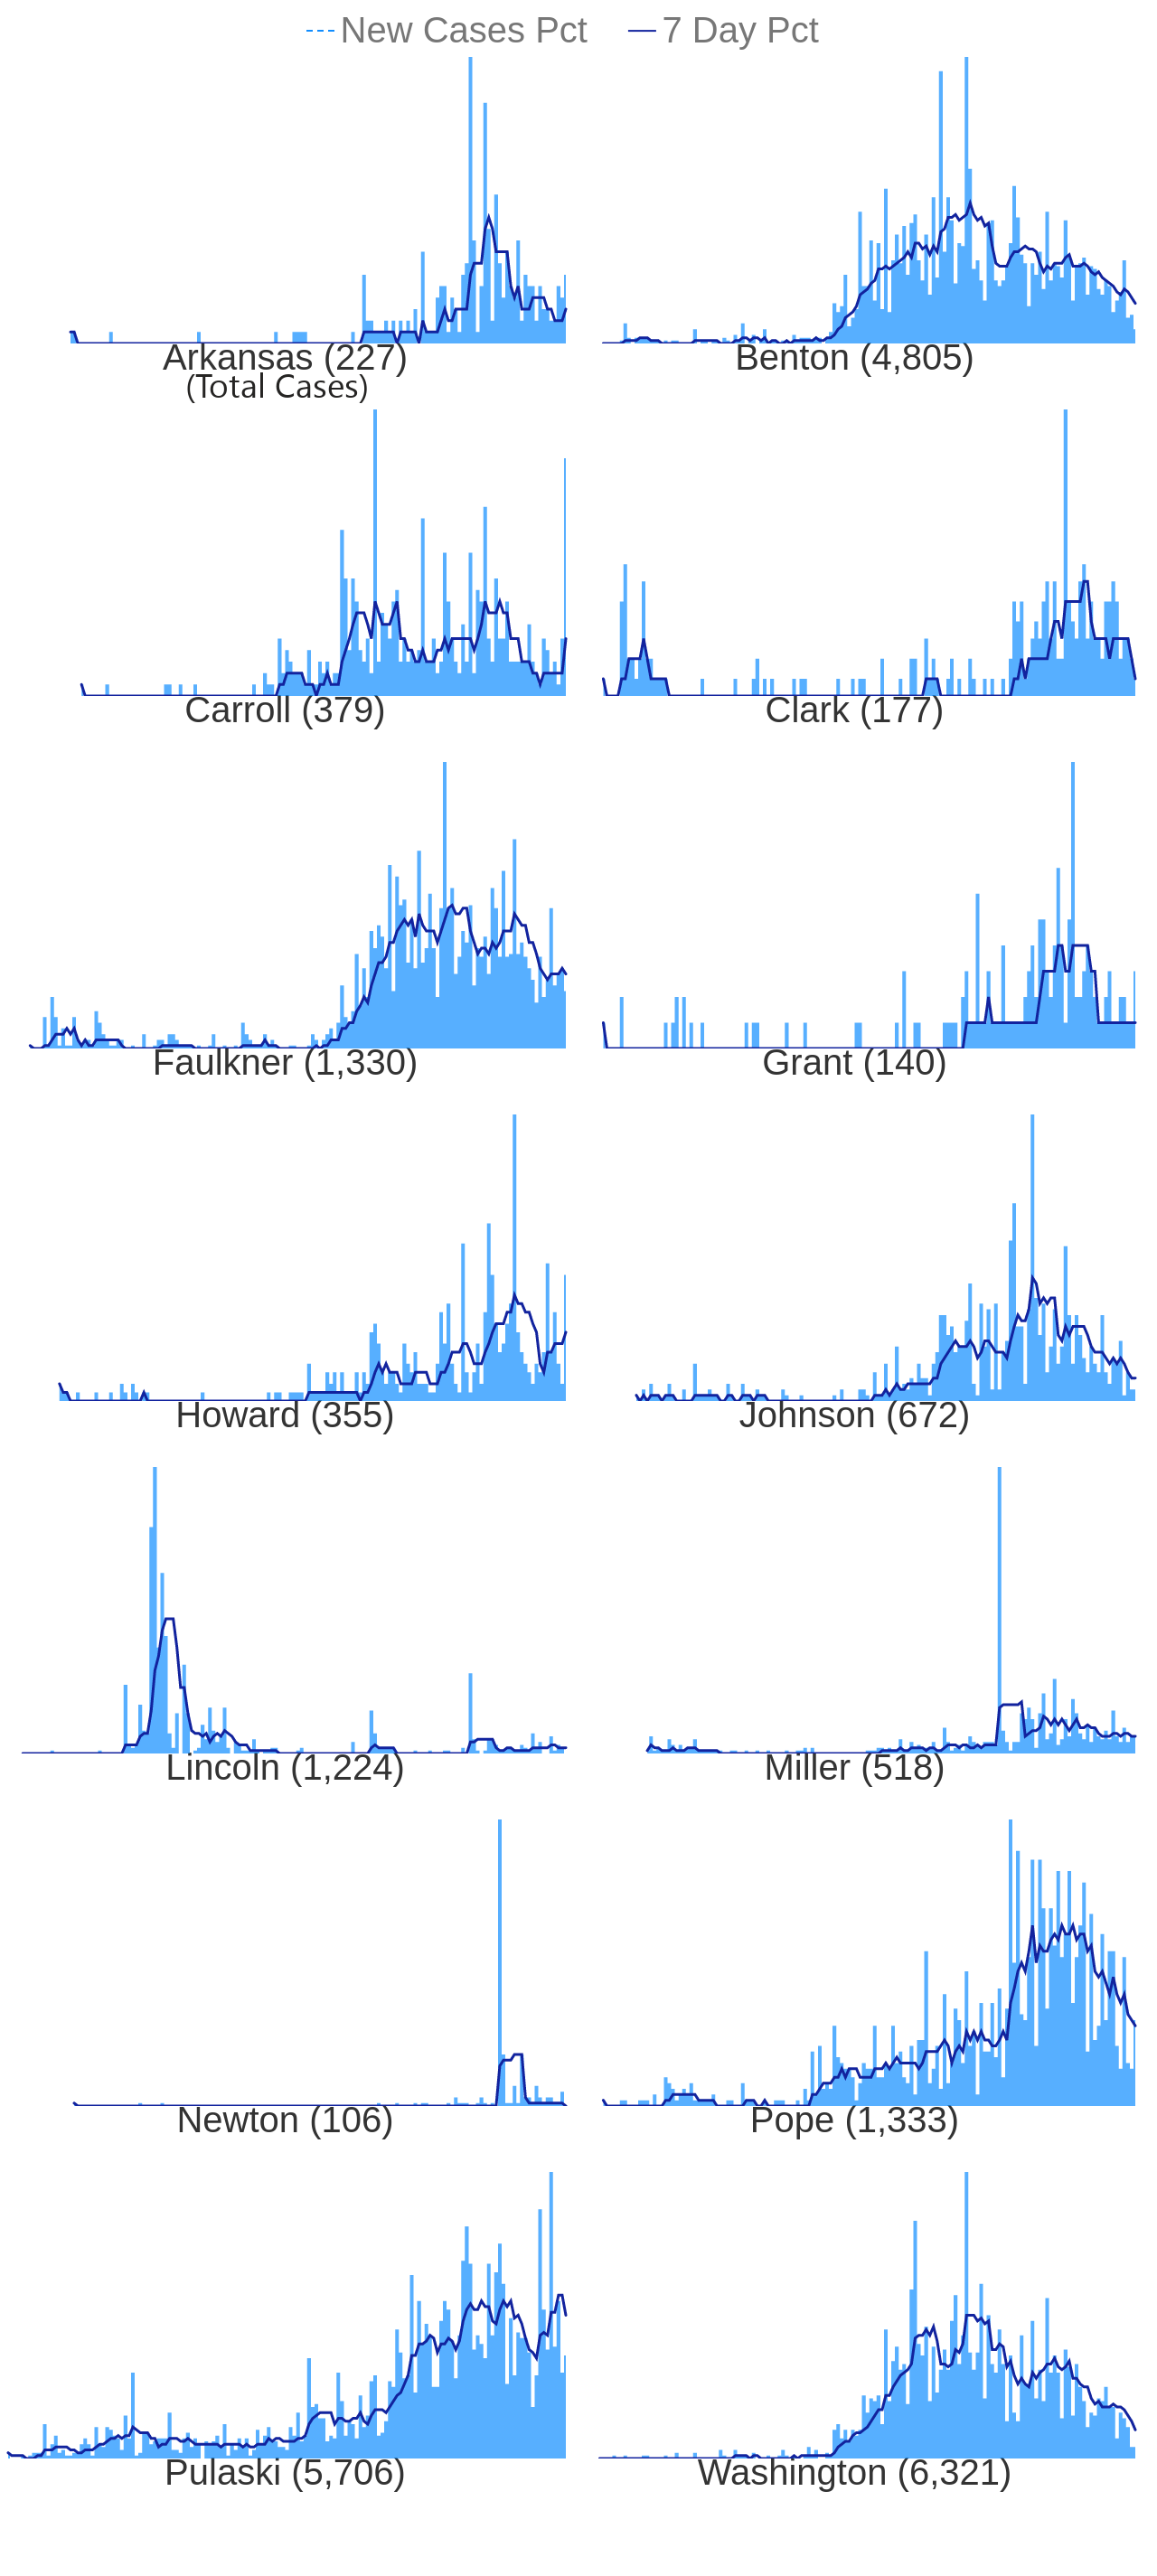 New Cases Pct 7 Day Pct
Arkansas (227) Benton (4,805)
(Total Cases)
Carroll (379) Clark (177)
Faulkner (1,330) Grant (140)
Howard (355) Johnson (672)
Lincoln (1,224) Miller (518)
Newton (106) Pope (1,333)
Pulaski (5,706) Washington (6,321)